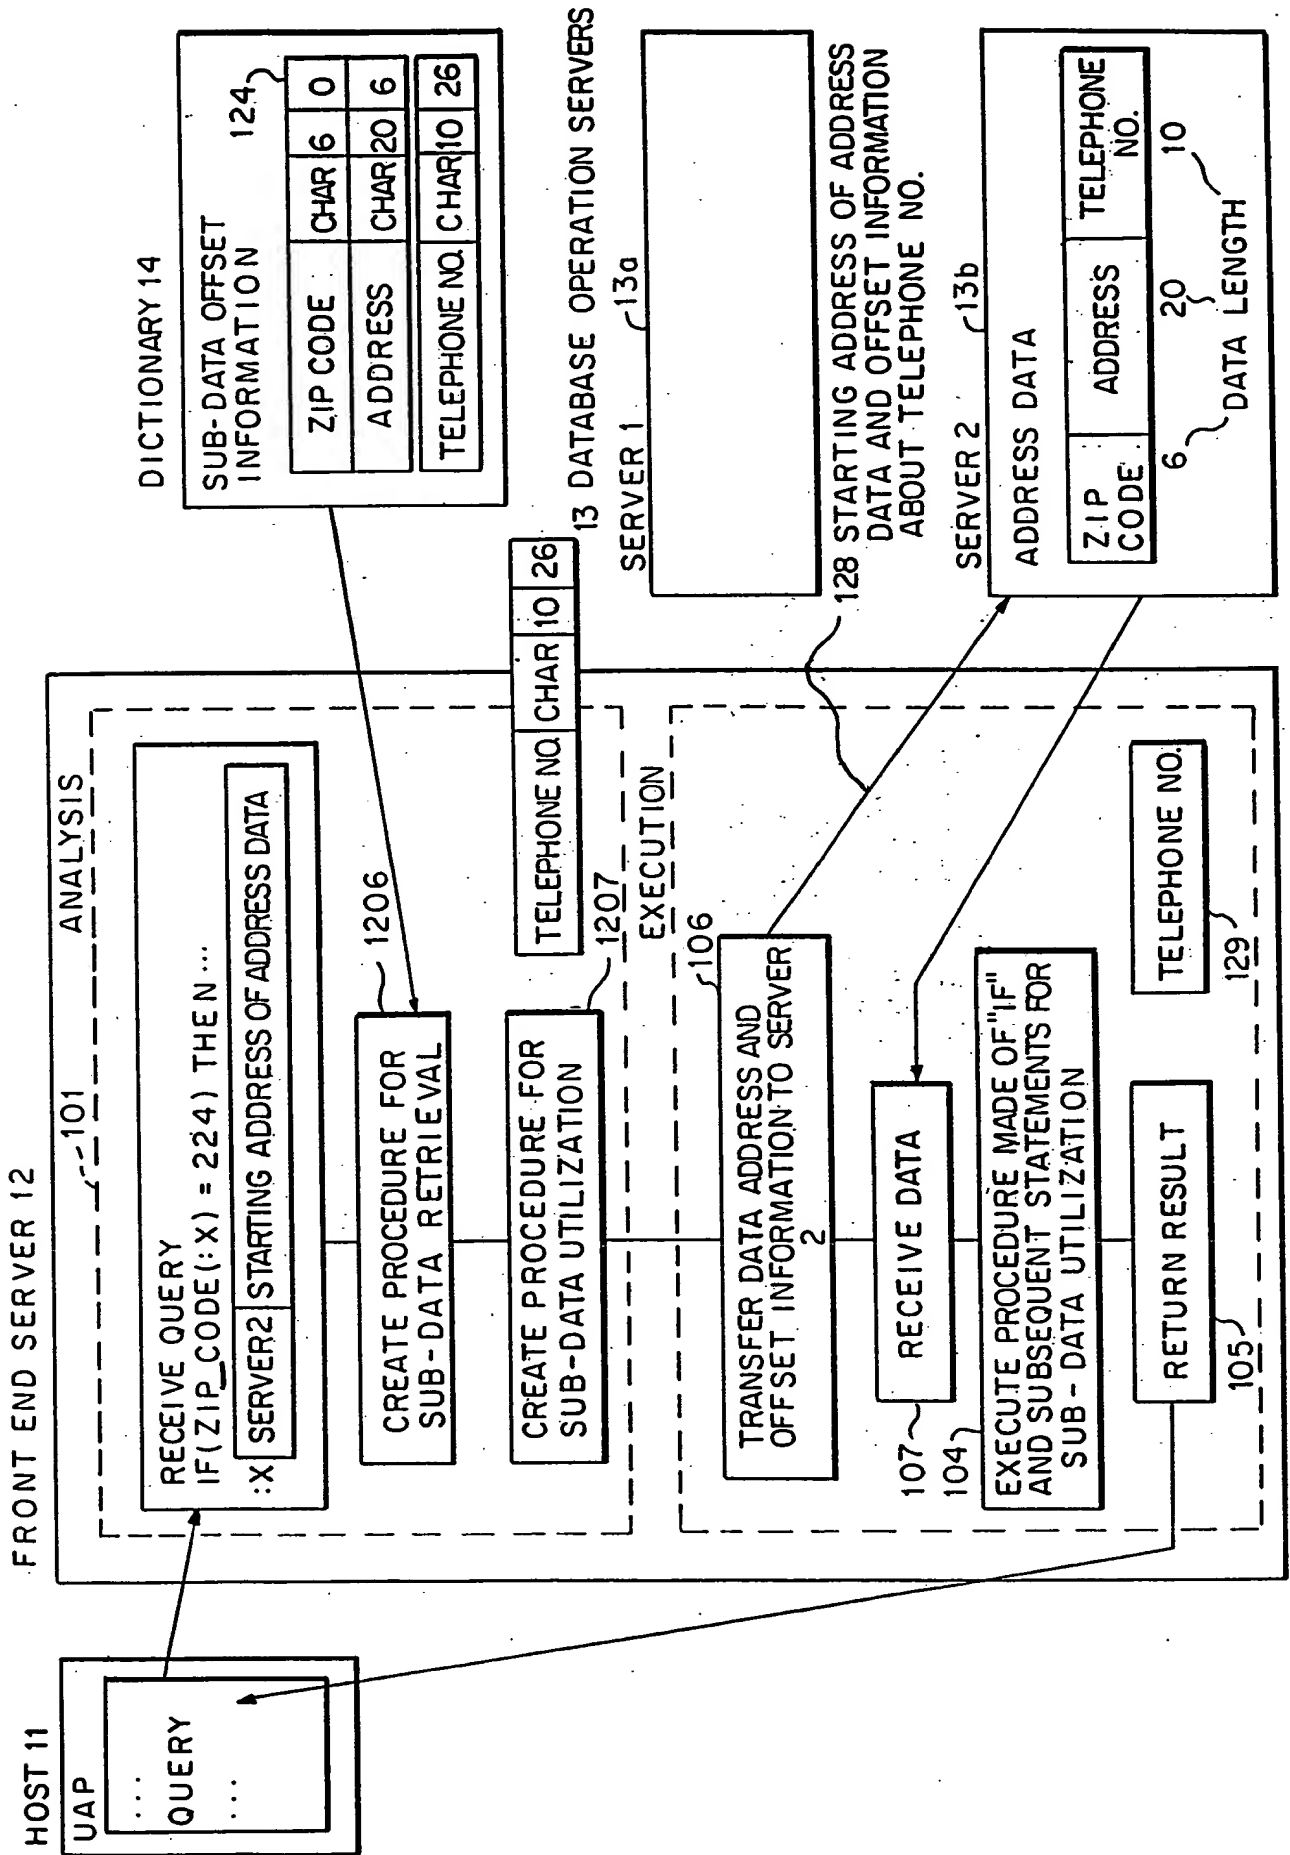 HOST 11
UAP
...
QUERY
...
FRONT END SERVER 12
101
ANALYSIS
RECEIVE QUERY
IF(ZIP_CODE(:X) = 224) THEN ...
:X SERVER2 STARTING ADDRESS OF ADDRESS DATA
1206
CREATE PROCEDURE FOR
SUB-DATA RETRIEVAL
CREATE PROCEDURE FOR
SUB-DATA UTILIZATION
1207
TELEPHONE NO. CHAR 10 26
EXECUTION
106
TRANSFER DATA ADDRESS AND
OFFSET INFORMATION TO SERVER
2
107
RECEIVE DATA
104
EXECUTE PROCEDURE MADE OF "IF"
AND SUBSEQUENT STATEMENTS FOR
SUB-DATA UTILIZATION
RETURN RESULT
105
TELEPHONE NO.
129
DICTIONARY 14
SUB-DATA OFFSET
INFORMATION
124
ZIP CODE CHAR 6 0
ADDRESS CHAR 20 6
TELEPHONE NO. CHAR 10 26
13 DATABASE OPERATION SERVERS
SERVER 1
13a
128 STARTING ADDRESS OF ADDRESS
DATA AND OFFSET INFORMATION
ABOUT TELEPHONE NO.
SERVER 2
13b
ADDRESS DATA
ZIP
CODE
ADDRESS
TELEPHONE
NO.
6 20 10
DATA LENGTH